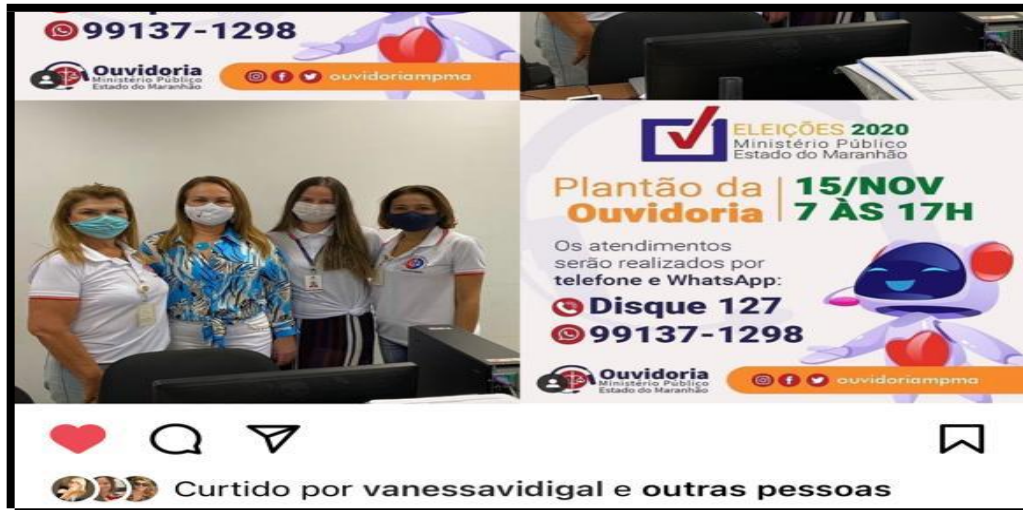 99137-1298
Ouvidoria
Ministério Público
Estado do Maranhão
ouvidoriampma
ELEIÇÕES 2020
Ministério Público
Estado do Maranhão
Plantão da
Ouvidoria
15/NOV
7 ÀS 17H
Os atendimentos
serão realizados por
telefone e WhatsApp:
Disque 127
99137-1298
Ouvidoria
Ministério Público
Estado do Maranhão
ouvidoriampma
Curtido por vanessavidigal e outras pessoas